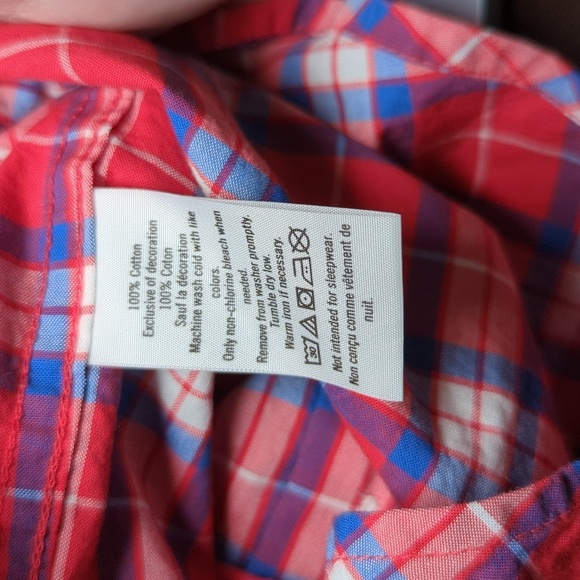 100% Cotton
Exclusive of decoration
100% Coton
Sauf la décoration
Machine wash cold with like
colors.
Only non-chlorine bleach when
needed.
Remove from washer promptly.
Tumble dry low.
Warm iron if necessary.
30
Not intended for sleepwear.
Non conçu comme vêtement de
nuit.